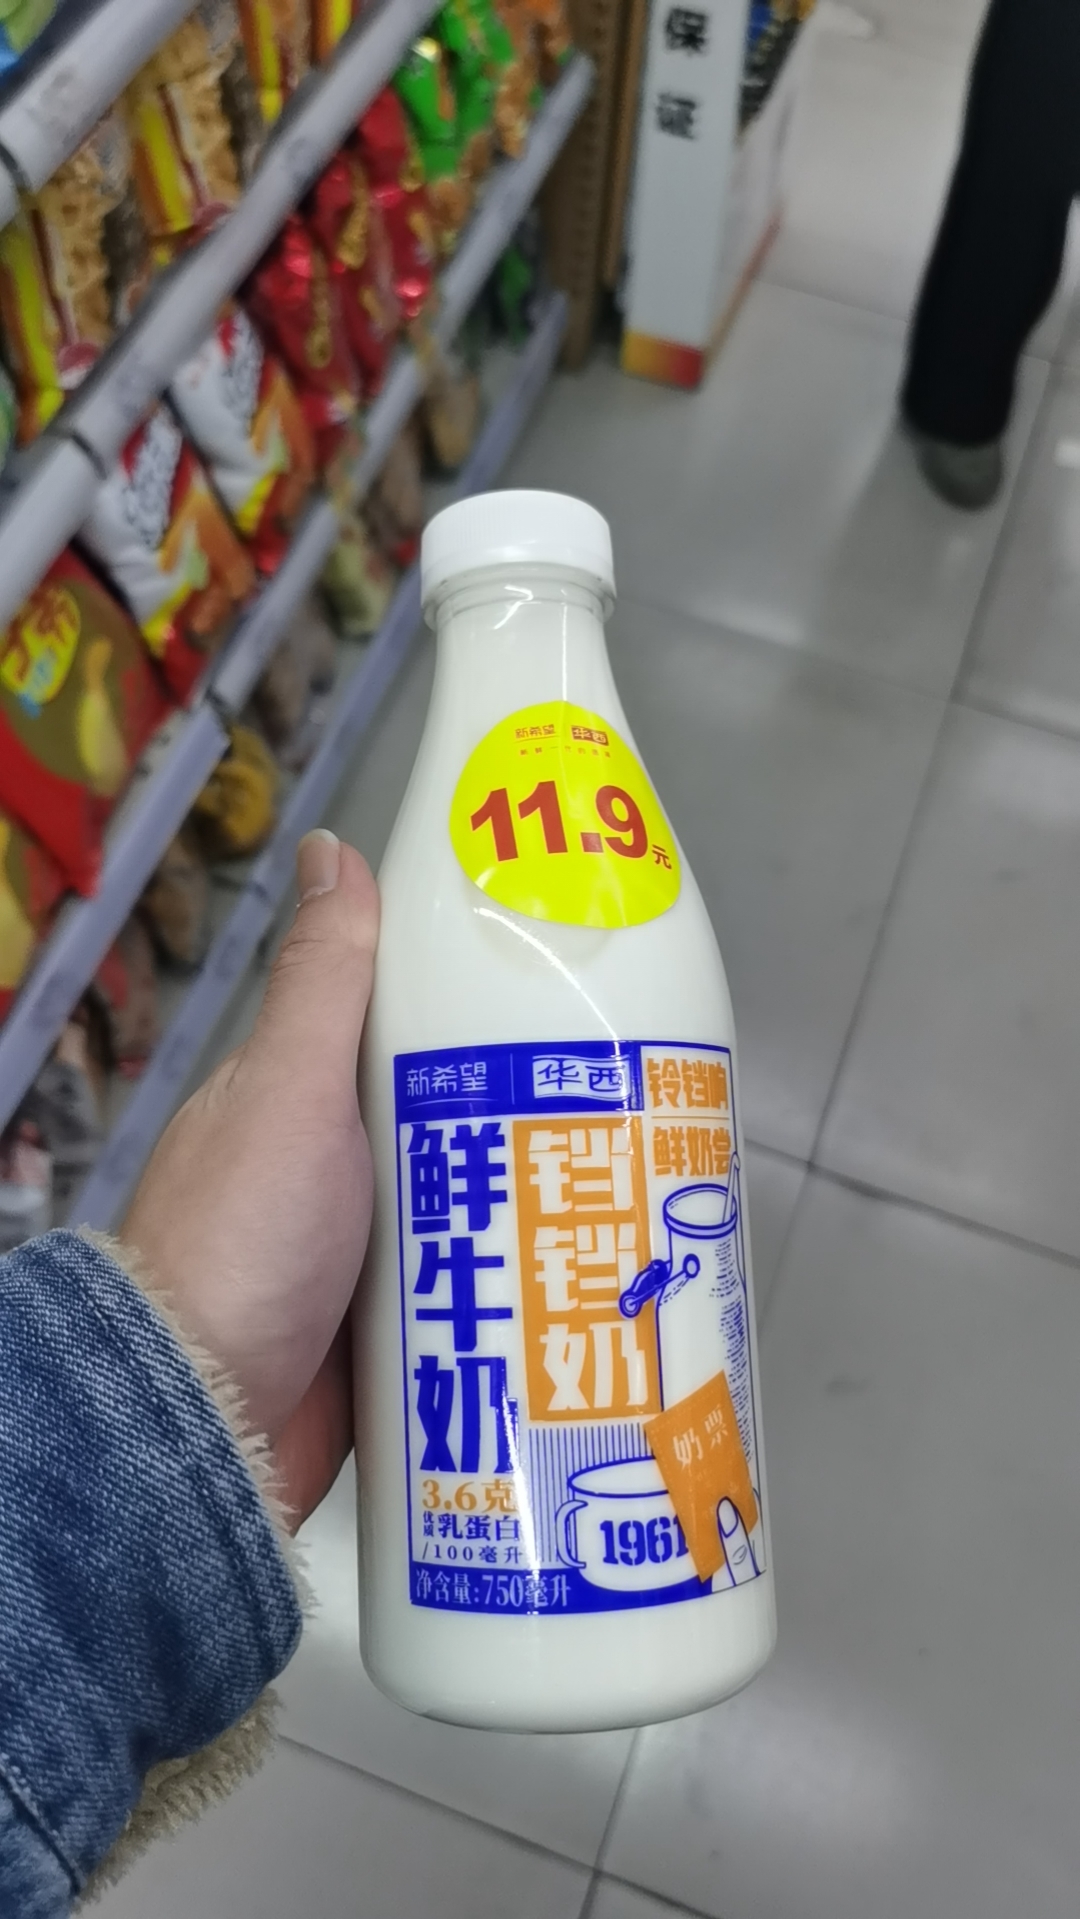 保证
新希望 华西
11.9元
新希望 华西
铃铛响
鲜奶尝
鲜牛奶
铛铛奶
奶票
3.6克
优质乳蛋白
/100毫升
1961
净含量:750毫升